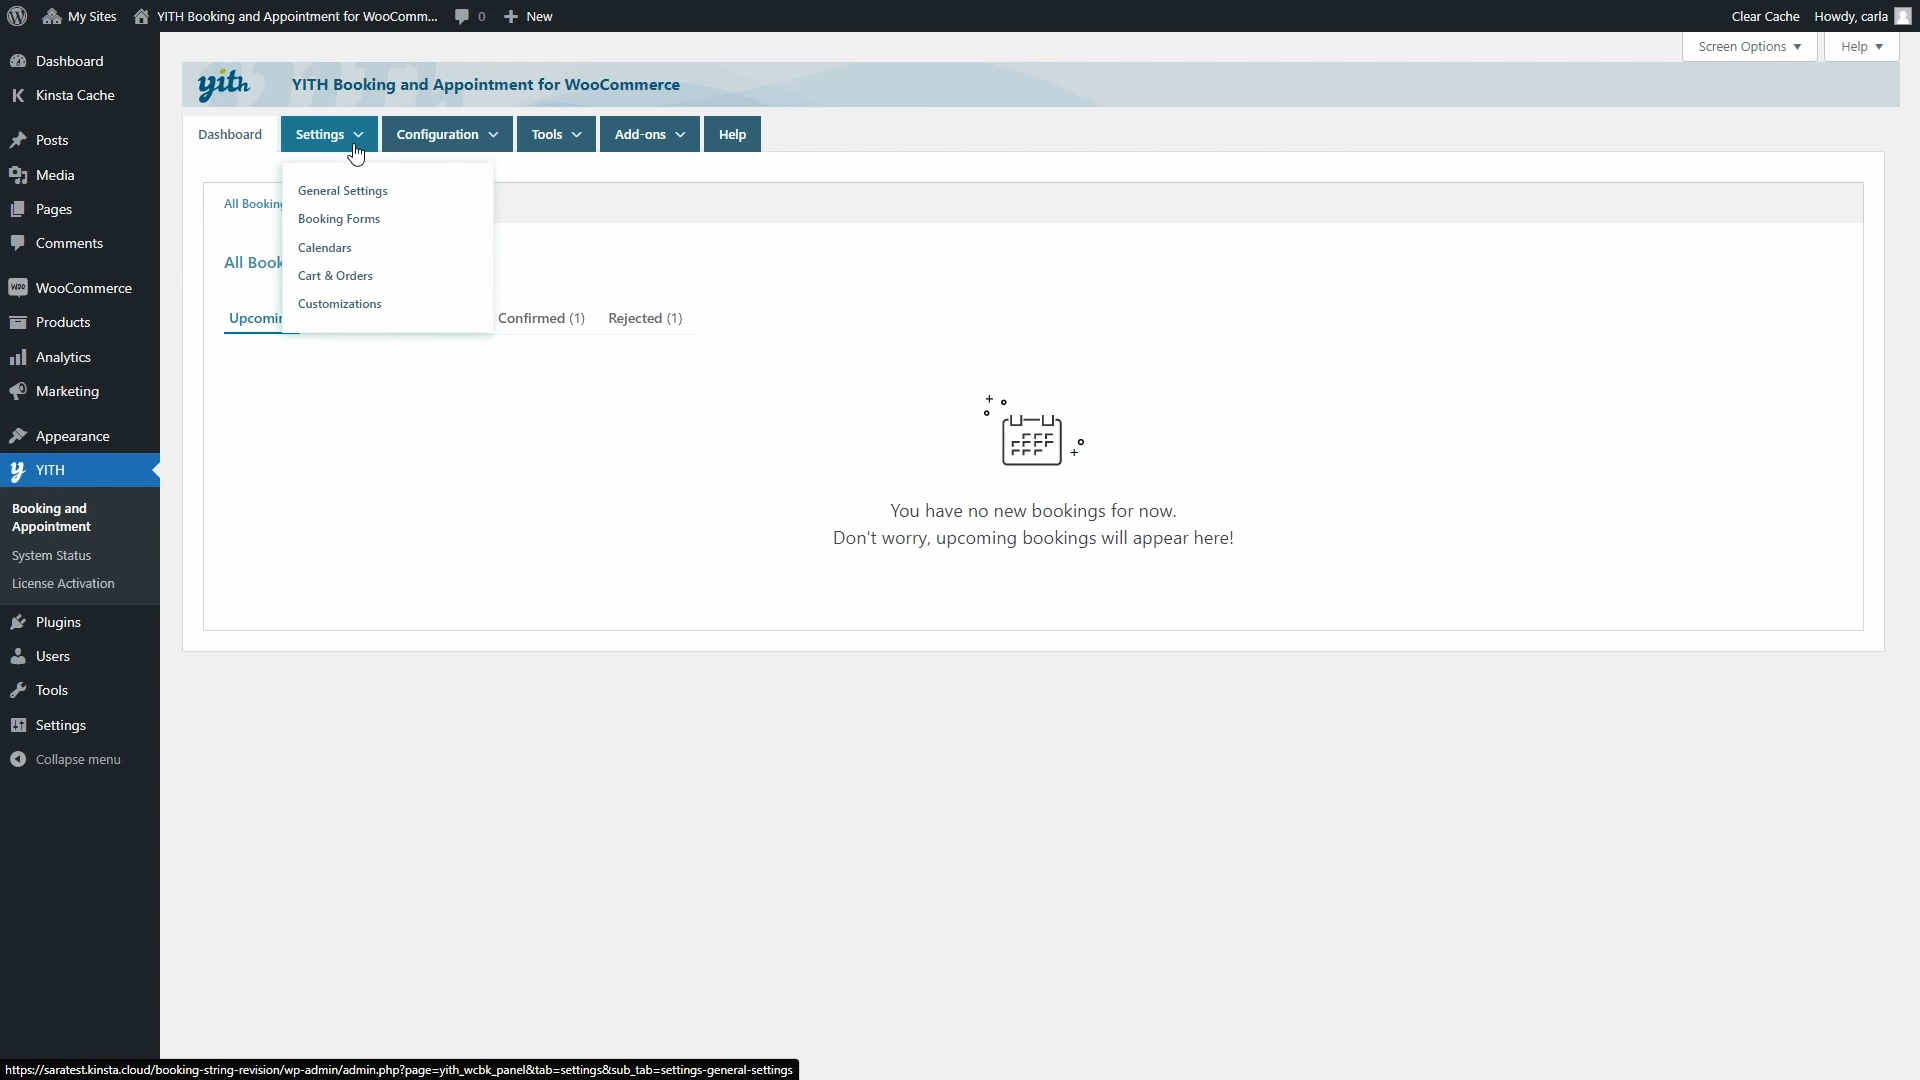 My Sites
YITH Booking and Appointment for WooComm...
0
New
Clear Cache
Howdy, carla
Screen Options
Help
Dashboard
Kinsta Cache
Posts
Media
Pages
Comments
WooCommerce
Products
Analytics
Marketing
Appearance
YITH
Booking and
Appointment
System Status
License Activation
Plugins
Users
Tools
Settings
Collapse menu
yith
YITH Booking and Appointment for WooCommerce
Dashboard
Settings
Configuration
Tools
Add-ons
Help
General Settings
Booking Forms
Calendars
Cart & Orders
Customizations
All Booking
All Book
Upcomin
Confirmed (1)
Rejected (1)
You have no new bookings for now.
Don't worry, upcoming bookings will appear here!
https://saratest.kinsta.cloud/booking-string-revision/wp-admin/admin.php?page=yith_wcbk_panel&tab=settings&sub_tab=settings-general-settings